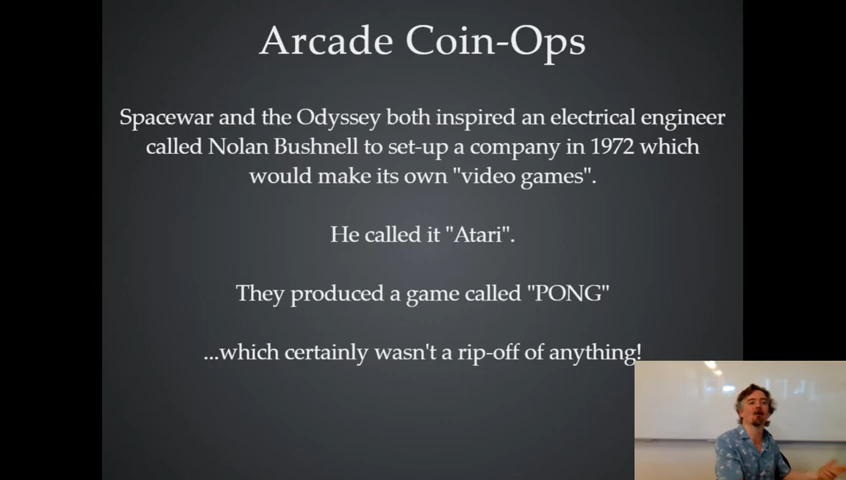 Arcade Coin-Ops
Spacewar and the Odyssey both inspired an electrical engineer
called Nolan Bushnell to set-up a company in 1972 which
would make its own "video games".
He called it "Atari".
They produced a game called "PONG"
...which certainly wasn't a rip-off of anything!